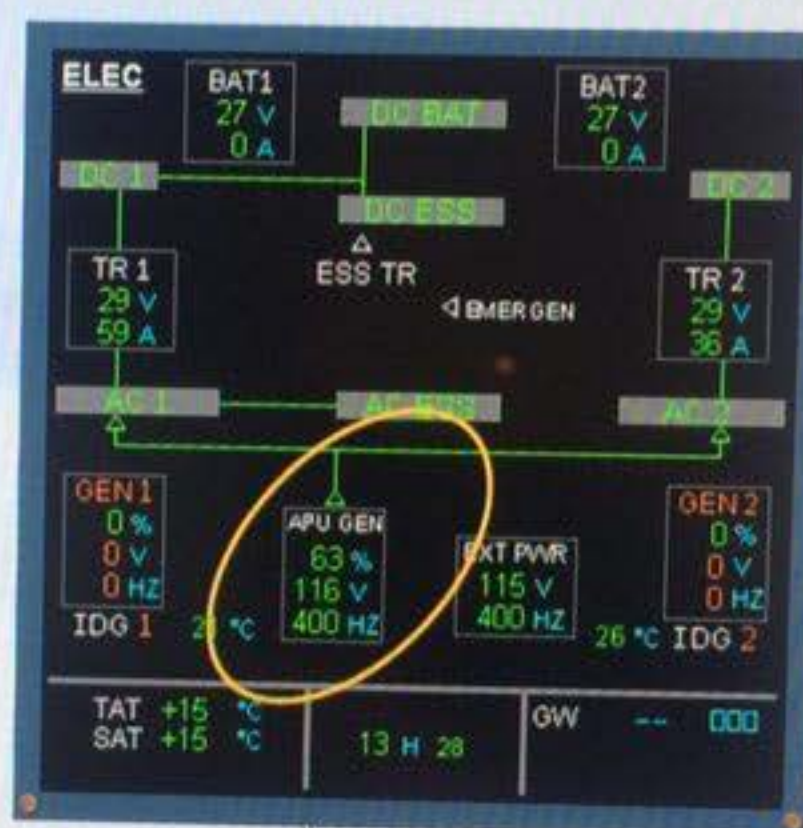 ELEC
BAT1
27 V
0 A
DC BAT
BAT2
27 V
0 A
DC 1
DC ESS
DC 2
ESS TR
TR 1
29 V
59 A
EMER GEN
TR 2
29 V
36 A
AC 1
AC ESS
AC 2
GEN 1
0 %
0 V
0 HZ
IDG 1
°C
APU GEN
63 %
116 V
400 HZ
EXT PWR
115 V
400 HZ
GEN 2
0 %
0 V
0 HZ
26 °C IDG 2
TAT +15 °C
SAT +15 °C
13 H 28
GW -- 000